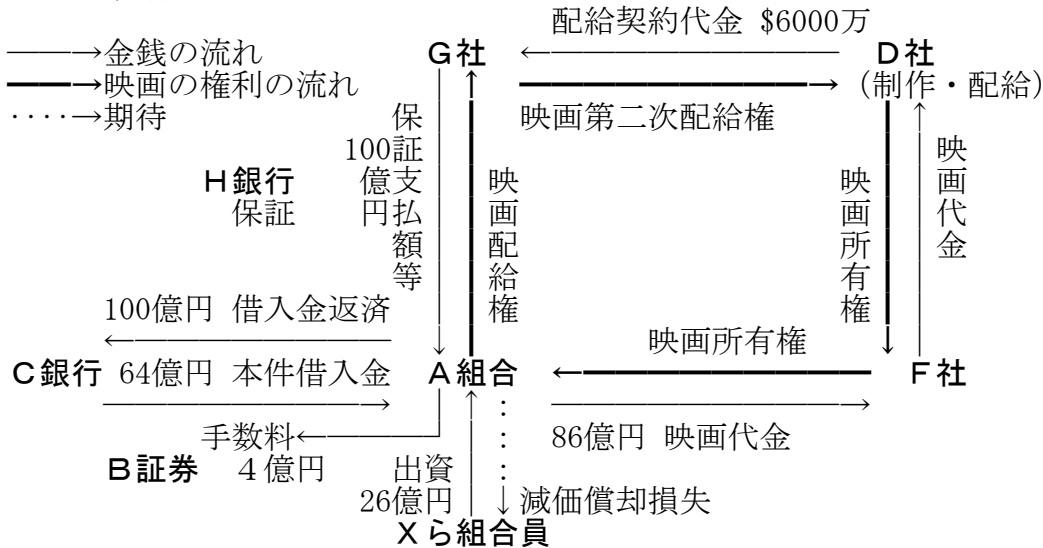 配給契約代金 $6000万
───→金銭の流れ
G社 ←────────── D社
━━━→映画の権利の流れ
━━━━━━━━━━→ (制作・配給)
‥‥→期待
映画第二次配給権
保証支払額等
100億円
H銀行
保証
映画配給権
映画所有権
映画代金
100億円 借入金返済
←────────
映画所有権
C銀行 64億円 本件借入金 A組合 ←━━━━━━━━━ F社
────────→
──────────→
手数料←────
86億円 映画代金
B証券 4億円
出資
26億円
減価償却損失
Xら組合員